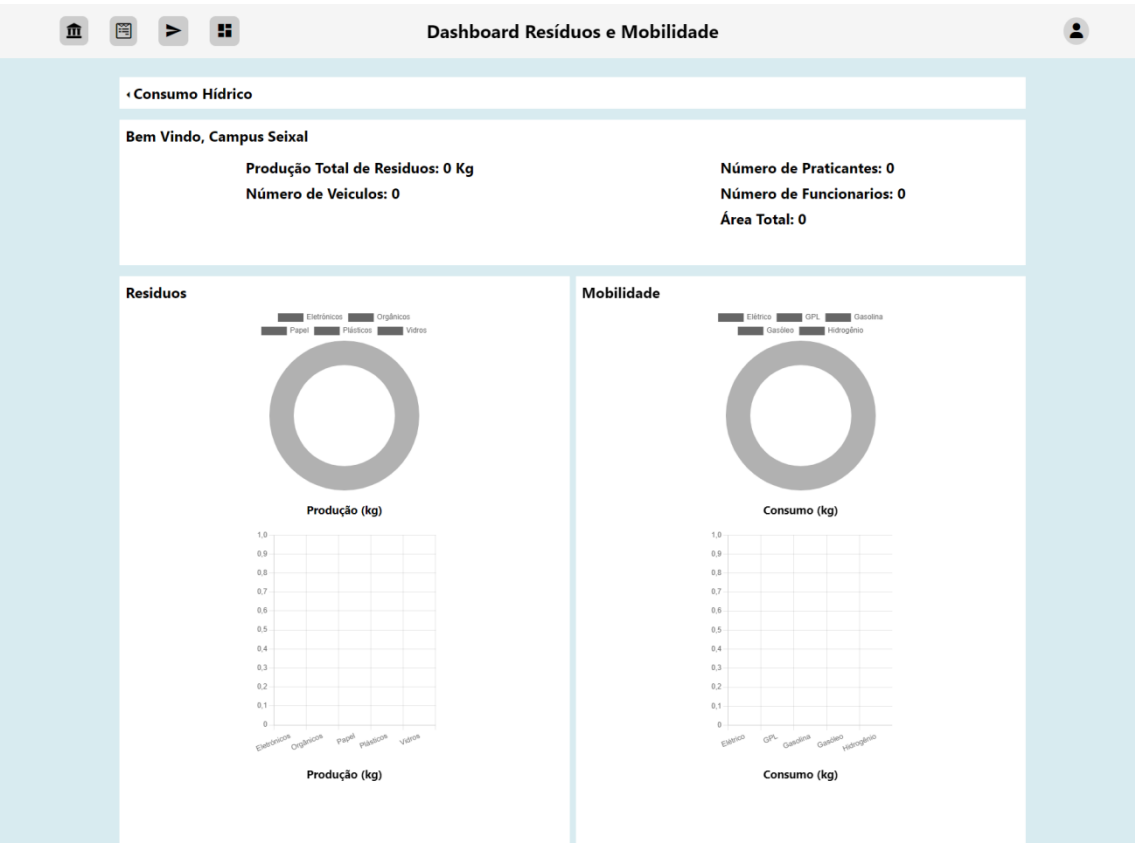 Dashboard Resíduos e Mobilidade
Consumo Hídrico
Bem Vindo, Campus Seixal
Produção Total de Residuos: 0 Kg
Número de Veiculos: 0
Número de Praticantes: 0
Número de Funcionarios: 0
Área Total: 0
Residuos
Eletrónicos Orgânicos
Papel Plásticos Vidros
Produção (kg)
1,0
0,9
0,8
0,7
0,6
0,5
0,4
0,3
0,2
0,1
0
Eletrónicos Orgânicos Papel Plásticos Vidros
Produção (kg)
Mobilidade
Elétrico GPL Gasolina
Gasóleo Hidrogénio
Consumo (kg)
1,0
0,9
0,8
0,7
0,6
0,5
0,4
0,3
0,2
0,1
0
Elétrico GPL Gasolina Gasóleo Hidrogénio
Consumo (kg)